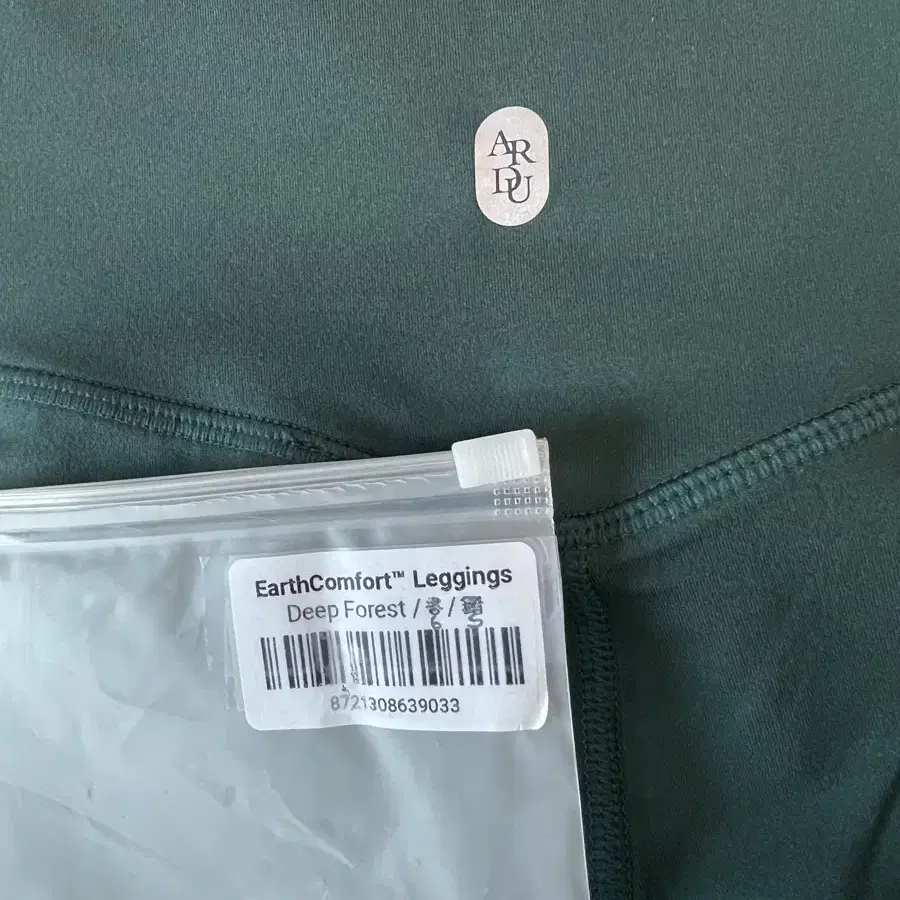 AR
DU
EarthComfort™ Leggings
Deep Forest / /
8721308639033